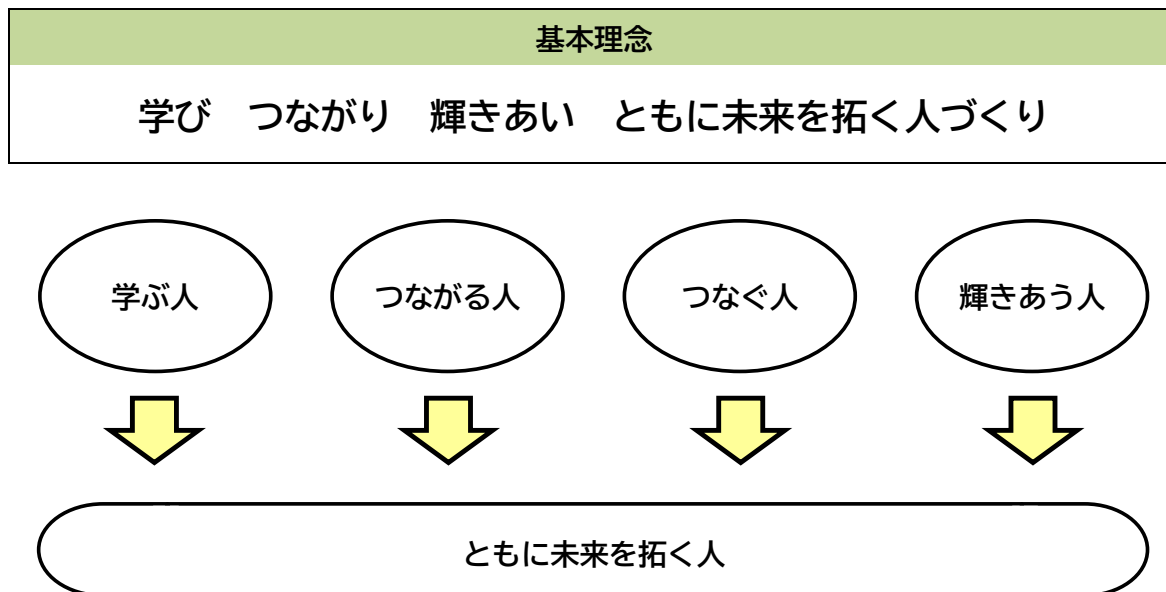 基本理念
学び　つながり　輝きあい　ともに未来を拓く人づくり
学ぶ人
つながる人
つなぐ人
輝きあう人
ともに未来を拓く人